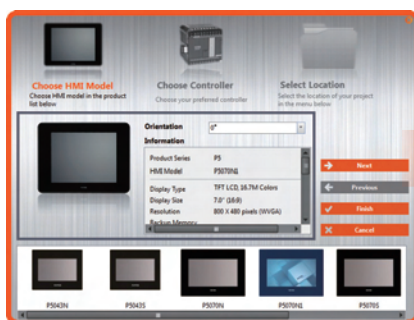 Choose HMI Model
Choose HMI model in the product
list below
Choose Controller
Choose your preferred controller
Select Location
Select the location of your project
in the menu below
Orientation 0°
Information
Product Series P5
HMI Model P5070N1
Display Type TFT LCD, 16.7M Colors
Display Size 7.0" (16:9)
Resolution 800 X 480 pixels (WVGA)
Backup Memory
Next
Previous
Finish
Cancel
P5043N P5043S P5070N P5070N1 P5070S